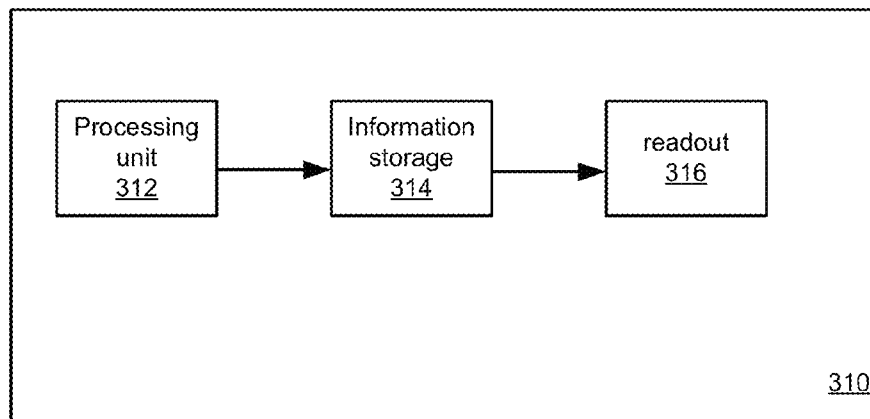 Processing
unit
312
Information
storage
314
readout
316
310